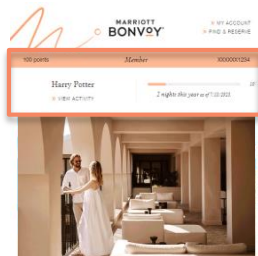 MARRIOTT
BONVOY
MY ACCOUNT
FIND & RESERVE
100 points
Member
XXXXXX1234
Harry Potter
VIEW ACTIVITY
2 nights this year as of